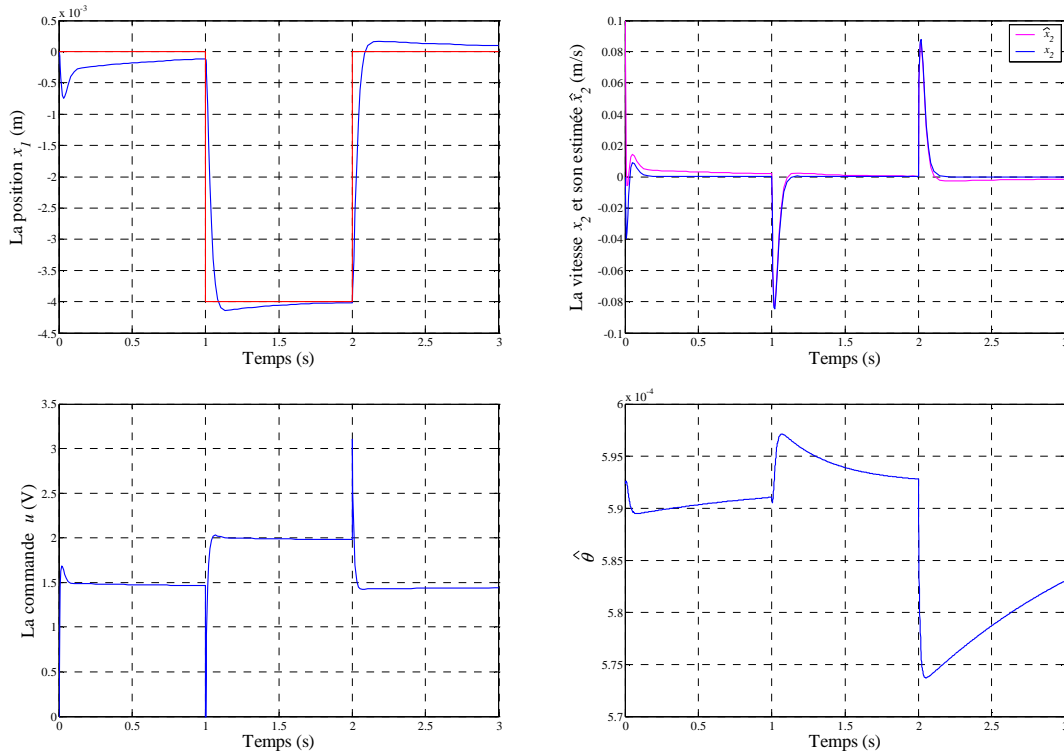 x 10⁻³
0.5
0
-0.5
-1
-1.5
-2
-2.5
-3
-3.5
-4
-4.5
0 0.5 1 1.5 2 2.5 3
Temps (s)
La position x₁ (m)
0.1
0.08
0.06
0.04
0.02
0
-0.02
-0.04
-0.06
-0.08
-0.1
0 0.5 1 1.5 2 2.5 3
Temps (s)
La vitesse x₂ et son estimée x̂₂ (m/s)
x̂₂
x₂
3.5
3
2.5
2
1.5
1
0.5
0
0 0.5 1 1.5 2 2.5 3
Temps (s)
La commande u (V)
x 10⁻⁴
6
5.95
5.9
5.85
5.8
5.75
5.7
0 0.5 1 1.5 2 2.5 3
Temps (s)
θ̂